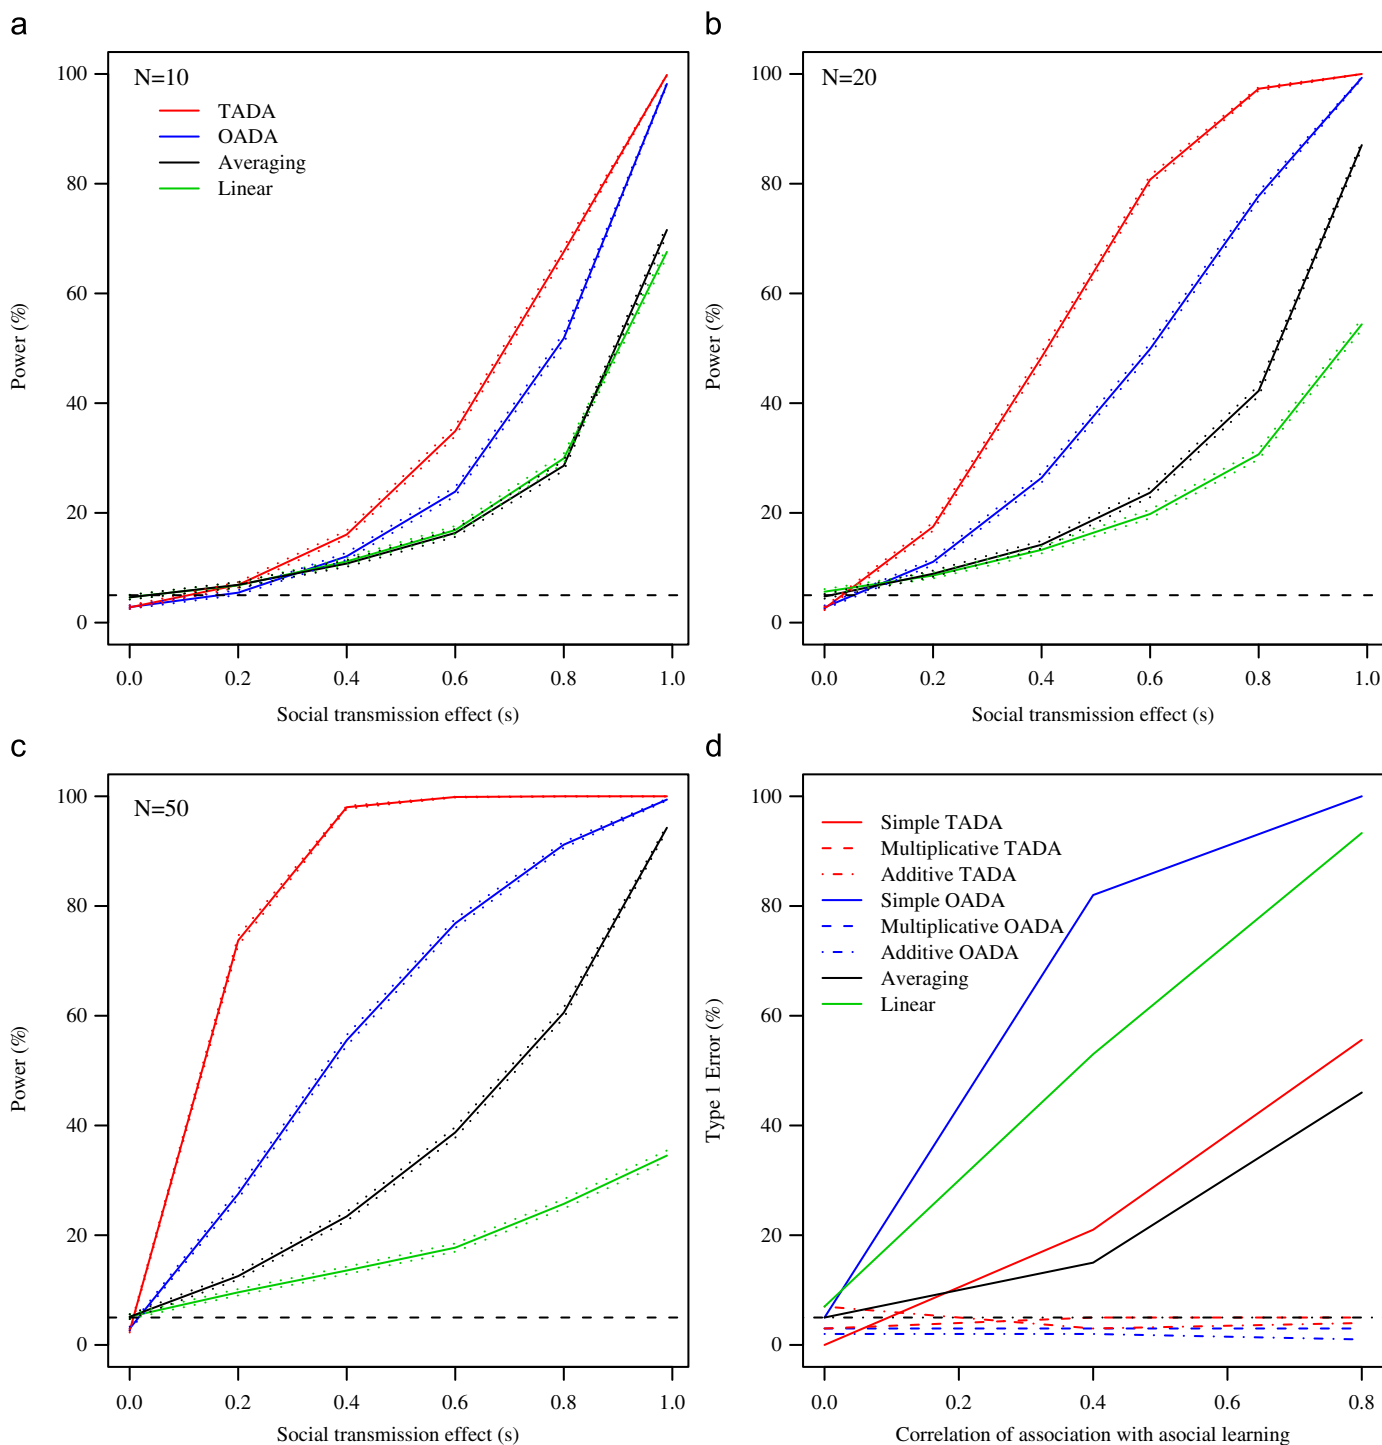 a
N=10
TADA
OADA
Averaging
Linear
100
80
60
40
20
0
Power (%)
0.0 0.2 0.4 0.6 0.8 1.0
Social transmission effect (s)
b
N=20
100
80
60
40
20
0
Power (%)
0.0 0.2 0.4 0.6 0.8 1.0
Social transmission effect (s)
c
N=50
100
80
60
40
20
0
Power (%)
0.0 0.2 0.4 0.6 0.8 1.0
Social transmission effect (s)
d
Simple TADA
Multiplicative TADA
Additive TADA
Simple OADA
Multiplicative OADA
Additive OADA
Averaging
Linear
100
80
60
40
20
0
Type 1 Error (%)
0.0 0.2 0.4 0.6 0.8
Correlation of association with asocial learning